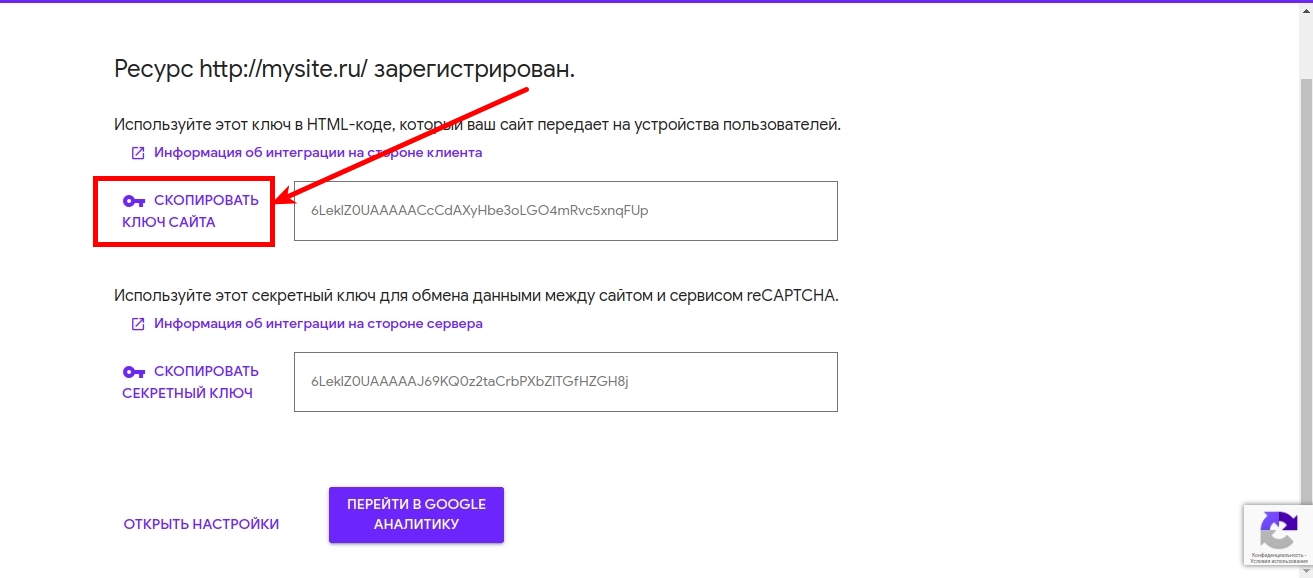 Ресурс http://mysite.ru/ зарегистрирован.
Используйте этот ключ в HTML-коде, который ваш сайт передает на устройства пользователей.
Информация об интеграции на стороне клиента
СКОПИРОВАТЬ
КЛЮЧ САЙТА
6LeklZ0UAAAAACcCdAXyHbe3oLGO4mRvc5xnqFUp
Используйте этот секретный ключ для обмена данными между сайтом и сервисом reCAPTCHA.
Информация об интеграции на стороне сервера
СКОПИРОВАТЬ
СЕКРЕТНЫЙ КЛЮЧ
6LeklZ0UAAAAAJ69KQ0z2taCrbPXbZITGfHZGH8j
ОТКРЫТЬ НАСТРОЙКИ
ПЕРЕЙТИ В GOOGLE
АНАЛИТИКУ
Конфиденциальность -
Условия использования